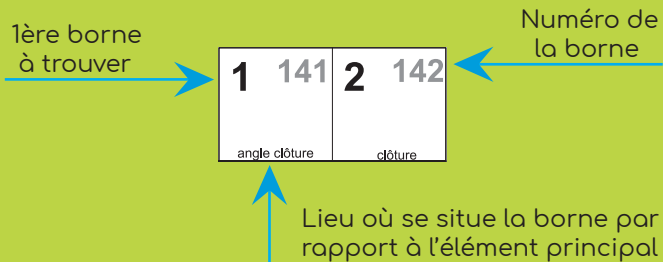 1ère borne
à trouver
Numéro de
la borne
1 141 2 142
angle clôture clôture
Lieu où se situe la borne par
rapport à l'élément principal